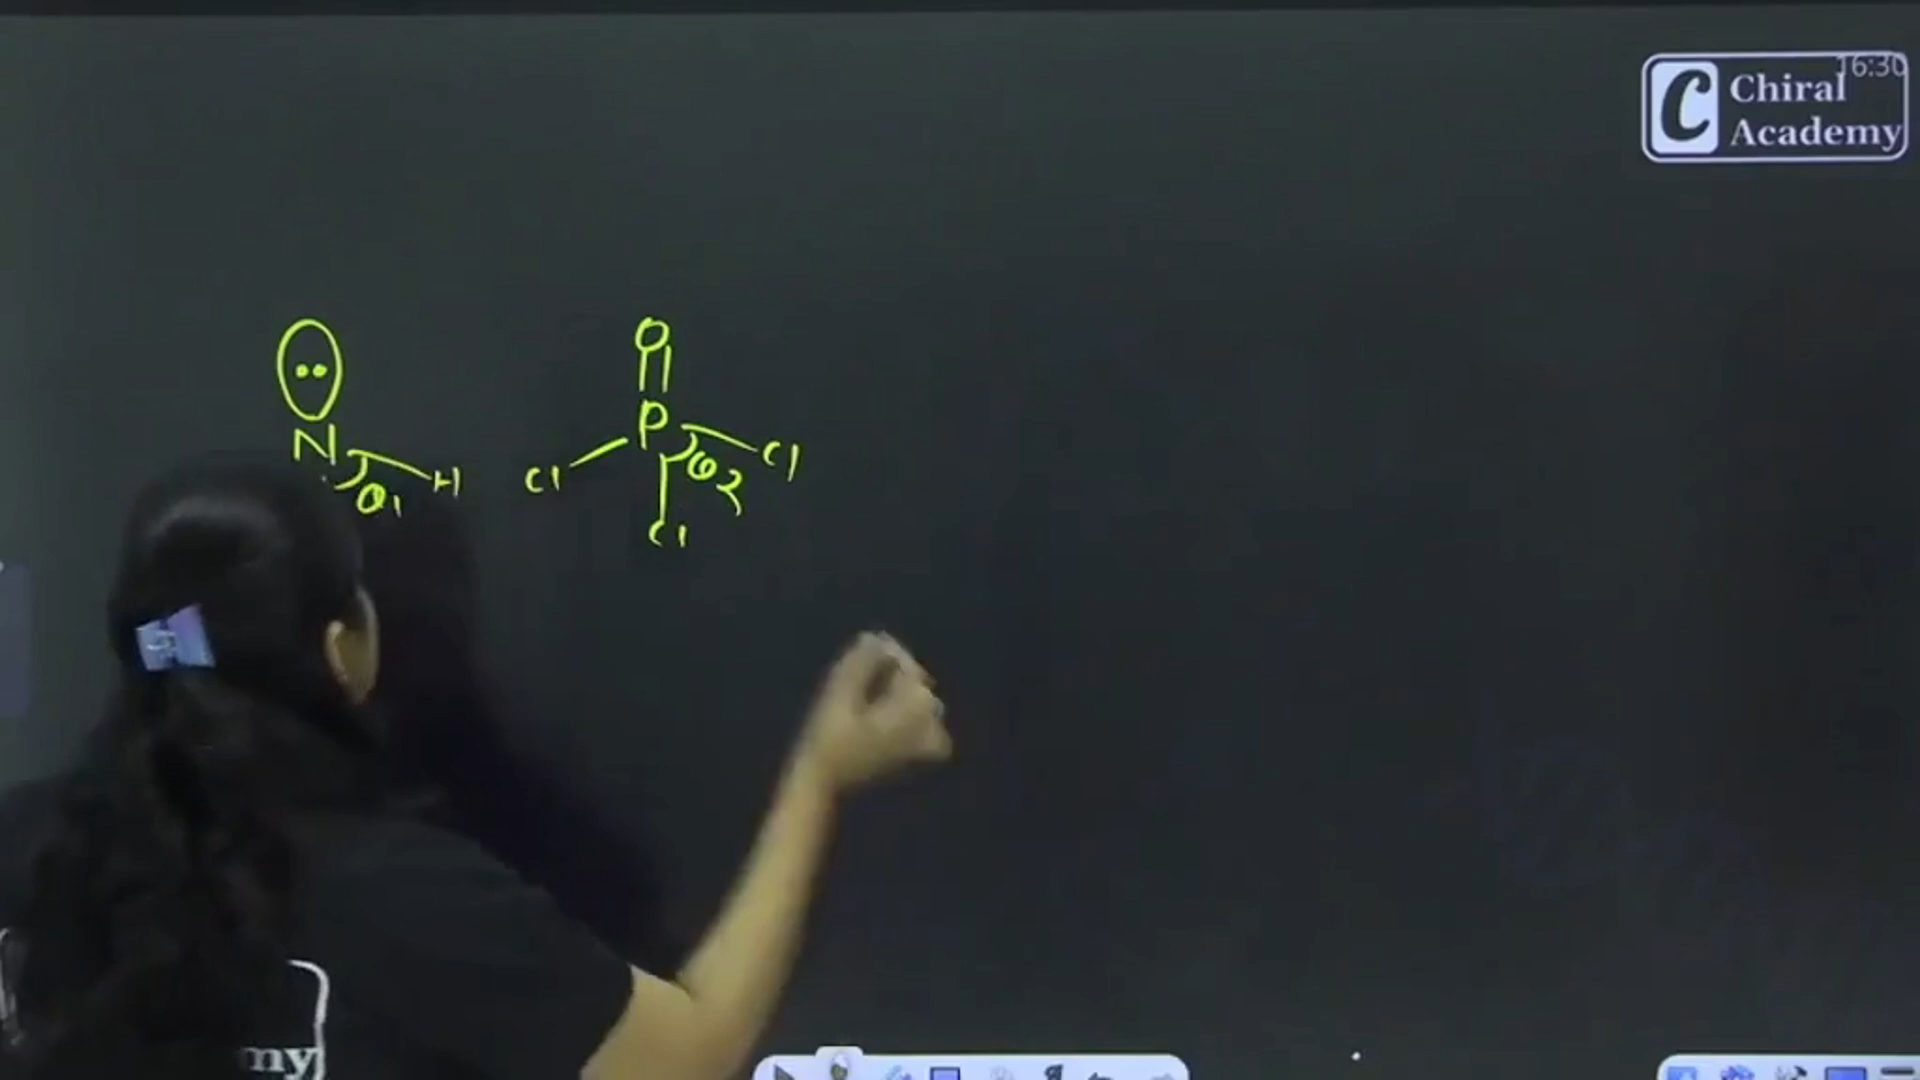 16:30
C Chiral
Academy
O
N P
H Cl Cl
θ1 θ2
Cl
my